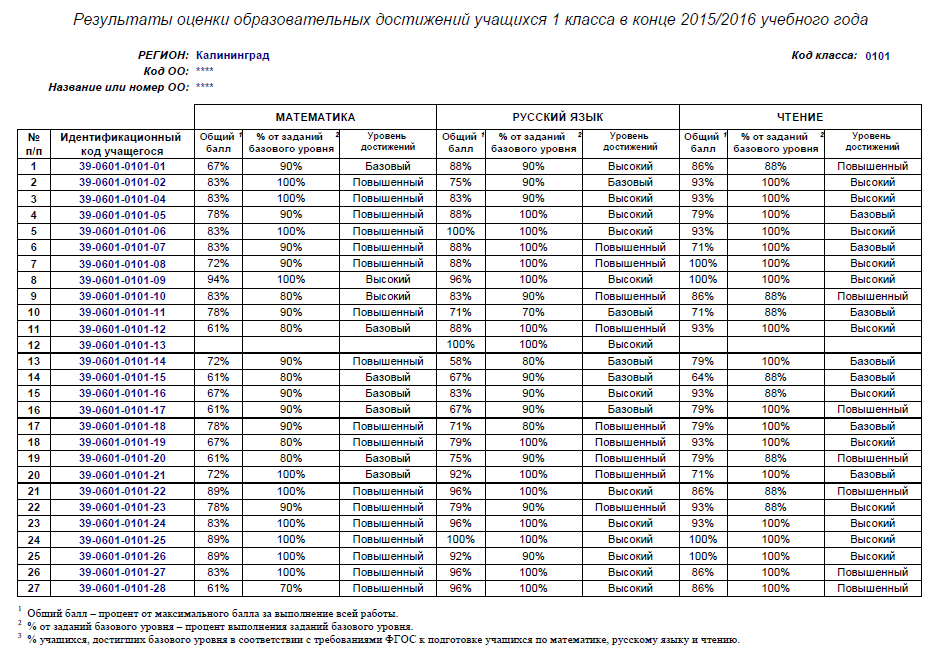 Результаты оценки образовательных достижений учащихся 1 класса в конце 2015/2016 учебного года
РЕГИОН: Калининград Код класса: 0101
Код ОО: ****
Название или номер ОО: ****
МАТЕМАТИКА РУССКИЙ ЯЗЫК ЧТЕНИЕ
№ п/п Идентификационный код учащегося Общий балл 1 % от заданий базового уровня 2 Уровень достижений Общий балл 1 % от заданий базового уровня 2 Уровень достижений Общий балл 1 % от заданий базового уровня 2 Уровень достижений
1 39-0601-0101-01 67% 90% Базовый 88% 90% Высокий 86% 88% Повышенный
2 39-0601-0101-02 83% 100% Повышенный 75% 90% Базовый 93% 100% Высокий
3 39-0601-0101-04 83% 100% Повышенный 83% 90% Высокий 93% 100% Высокий
4 39-0601-0101-05 78% 90% Повышенный 88% 100% Высокий 79% 100% Базовый
5 39-0601-0101-06 83% 100% Повышенный 100% 100% Высокий 93% 100% Высокий
6 39-0601-0101-07 83% 90% Повышенный 88% 100% Повышенный 71% 100% Базовый
7 39-0601-0101-08 72% 90% Повышенный 88% 100% Повышенный 100% 100% Высокий
8 39-0601-0101-09 94% 100% Высокий 96% 100% Высокий 100% 100% Высокий
9 39-0601-0101-10 83% 80% Высокий 83% 90% Повышенный 86% 88% Повышенный
10 39-0601-0101-11 78% 90% Повышенный 71% 70% Базовый 71% 88% Базовый
11 39-0601-0101-12 61% 80% Базовый 88% 100% Повышенный 93% 100% Высокий
12 39-0601-0101-13 100% 100% Высокий
13 39-0601-0101-14 72% 90% Повышенный 58% 80% Базовый 79% 100% Базовый
14 39-0601-0101-15 61% 80% Базовый 67% 90% Базовый 64% 88% Базовый
15 39-0601-0101-16 67% 90% Базовый 83% 90% Высокий 93% 88% Высокий
16 39-0601-0101-17 61% 90% Базовый 67% 90% Базовый 79% 100% Повышенный
17 39-0601-0101-18 78% 90% Повышенный 71% 80% Повышенный 79% 100% Базовый
18 39-0601-0101-19 67% 80% Базовый 79% 100% Повышенный 93% 100% Высокий
19 39-0601-0101-20 61% 80% Базовый 75% 90% Повышенный 79% 88% Повышенный
20 39-0601-0101-21 72% 100% Базовый 92% 100% Повышенный 71% 100% Базовый
21 39-0601-0101-22 89% 100% Повышенный 96% 100% Высокий 86% 88% Повышенный
22 39-0601-0101-23 78% 90% Повышенный 79% 90% Повышенный 93% 88% Высокий
23 39-0601-0101-24 83% 100% Повышенный 96% 100% Высокий 93% 100% Высокий
24 39-0601-0101-25 89% 100% Повышенный 100% 100% Высокий 100% 100% Высокий
25 39-0601-0101-26 89% 100% Повышенный 92% 90% Высокий 100% 100% Высокий
26 39-0601-0101-27 83% 100% Повышенный 96% 100% Высокий 86% 100% Повышенный
27 39-0601-0101-28 61% 70% Повышенный 96% 100% Высокий 86% 100% Повышенный
1 Общий балл – процент от максимального балла за выполнение всей работы.
2 % от заданий базового уровня – процент выполнения заданий базового уровня.
3 % учащихся, достигших базового уровня в соответствии с требованиями ФГОС к подготовке учащихся по математике, русскому языку и чтению.